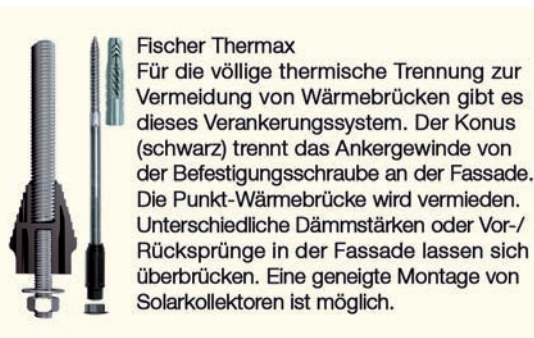 Fischer Thermax
Für die völlige thermische Trennung zur
Vermeidung von Wärmebrücken gibt es
dieses Verankerungssystem. Der Konus
(schwarz) trennt das Ankergewinde von
der Befestigungsschraube an der Fassade.
Die Punkt-Wärmebrücke wird vermieden.
Unterschiedliche Dämmstärken oder Vor-/
Rücksprünge in der Fassade lassen sich
überbrücken. Eine geneigte Montage von
Solarkollektoren ist möglich.